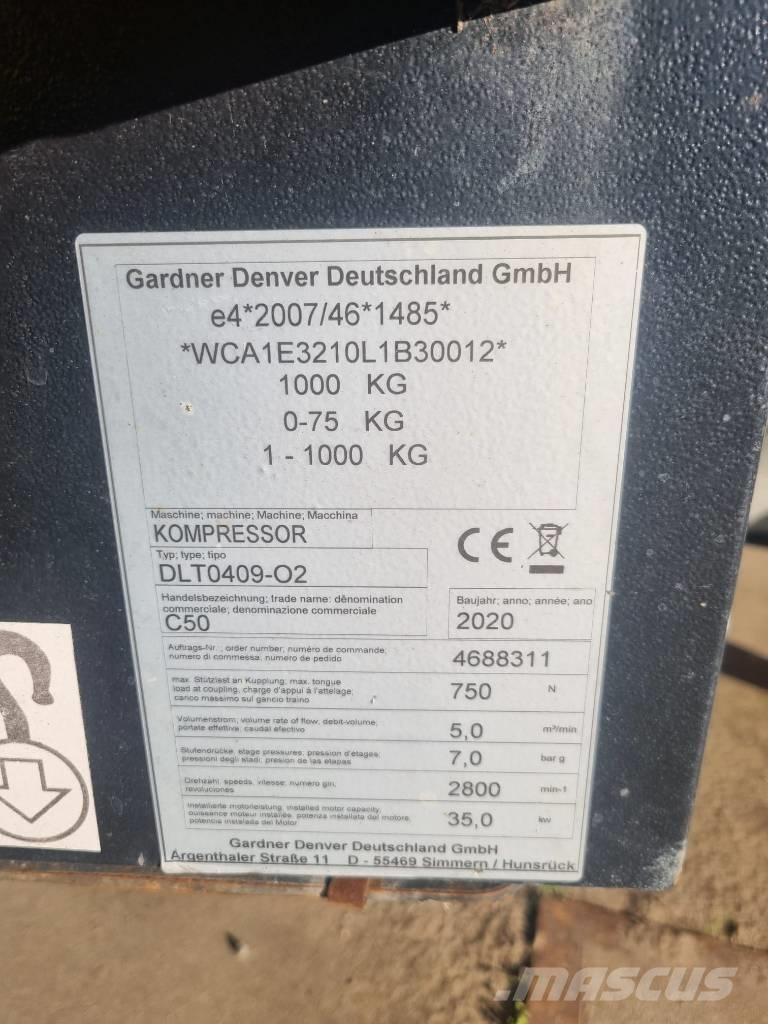 Gardner Denver Deutschland GmbH
e4*2007/46*1485*
*WCA1E3210L1B30012*
1000 KG
0-75 KG
1 - 1000 KG
Maschine; machine; Machine; Macchina
KOMPRESSOR
Typ; type; tipo
DLT0409-O2
Handelsbezeichnung; trade name: dênomination
commerciale; denominazione commerciale
C50
CE
Baujahr; anno; année; ano
2020
Auftrags-Nr.; order number; numéro de commande;
numero di commessa; numero de pedido
4688311
max. Stützlast an Kupplung; max. tongue
load at coupling, charge d'appui à l'attelage;
carico massimo sul gancio traino
750 N
Volumenstrom; volume rate of flow; debit-volume;
portate effettiva; caudal efectivo
5,0 m³/min
Stufendrücke, stage pressures; pression d'étages;
pressioni degli stadi; presion de las etapas
7,0 bar g
Drehzahl; speeds, vitesse; numero giri,
revoluciones
2800 min-1
Installierte motorleistung, installed motor capacity,
puissance moteur installée, potenza installata del motore,
potencia instalada del Motor
35,0 kw
Gardner Denver Deutschland GmbH
Argenthaler Straße 11 D - 55469 Simmern / Hunsrück
MASCUS